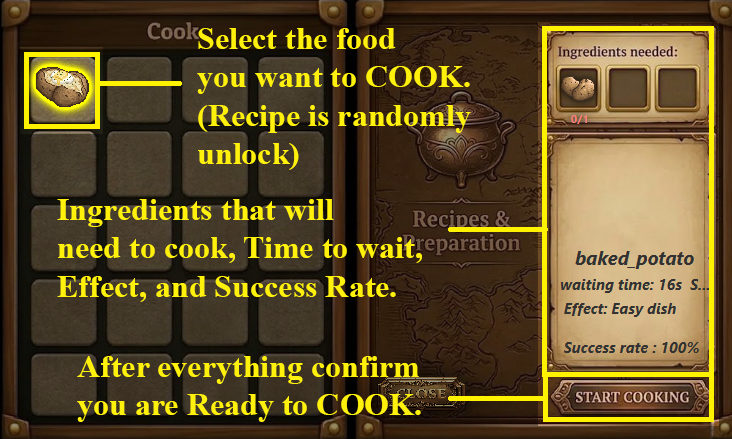 Cook
Select the food
you want to COOK.
(Recipe is randomly
unlock)
Ingredients that will
need to cook, Time to wait,
Effect, and Success Rate.
After everything confirm
you are Ready to COOK.
Recipes &
Preparation
CLOSE
Ingredients needed:
0/1
baked_potato
waiting time: 16s S...
Effect: Easy dish
Success rate : 100%
START COOKING